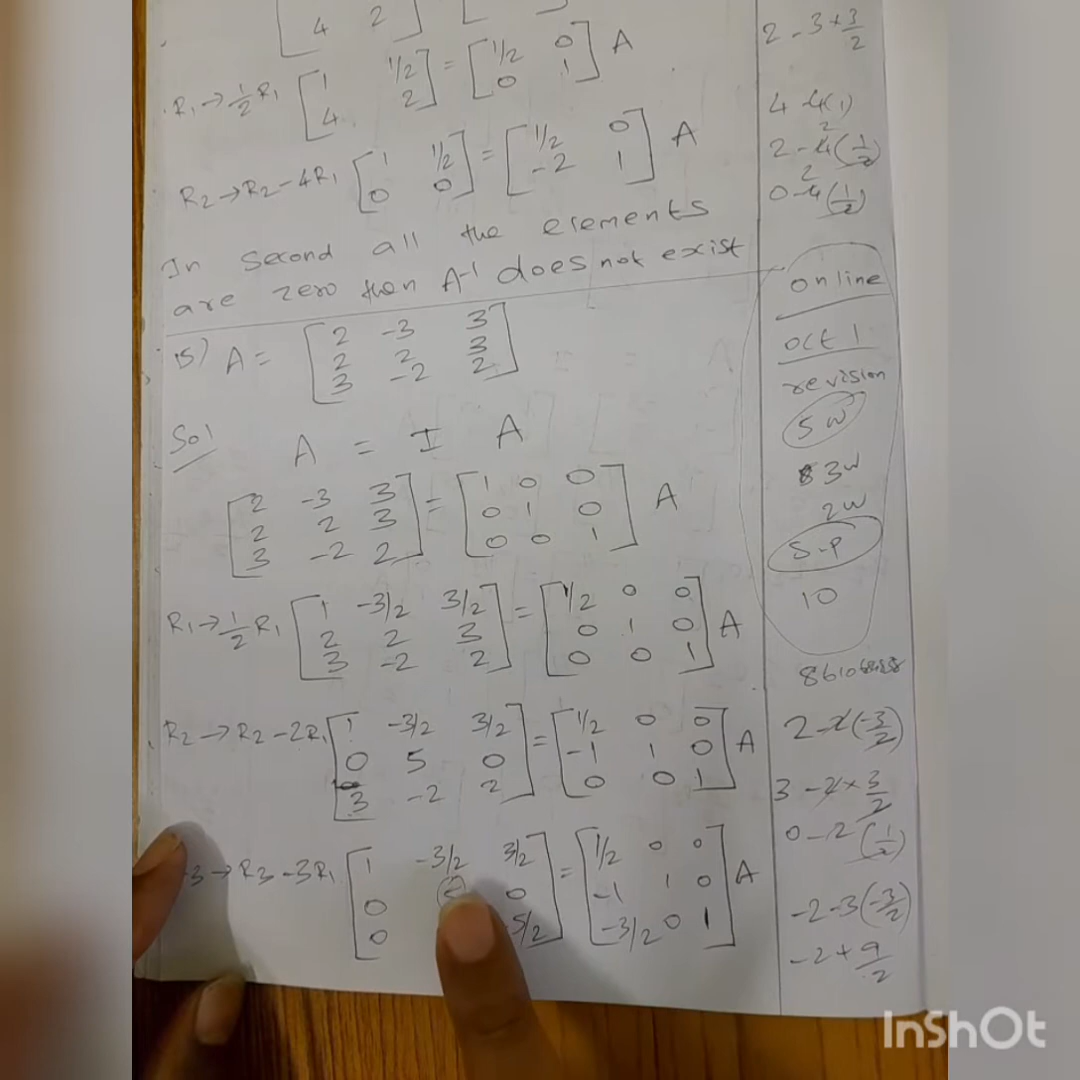 4 2
R1 → 1/2 R1 [1 1/2] = [1/2 0] A
[4 2] [0 1]
R2 → R2 - 4R1 [1 1/2] = [1/2 0] A
[0 0] [-2 1]
In second all the elements
are zero then A-1 does not exist
15) A = [2 -3 3]
[2 2 3]
[3 -2 2]
Sol
A = I A
[2 -3 3] = [1 0 0] A
[2 2 3] [0 1 0]
[3 -2 2] [0 0 1]
R1 → 1/2 R1 [1 -3/2 3/2] = [1/2 0 0] A
[2 2 3] [0 1 0]
[3 -2 2] [0 0 1]
R2 → R2 - 2R1 [1 -3/2 3/2] = [1/2 0 0] A
[0 5 0] [-1 1 0]
[3 -2 2] [0 0 1]
3 → R3 - 3R1 [1 -3/2 3/2] = [1/2 0 0] A
[0 0] [-1 1 0]
[0 5/2] [-3/2 0 1]
2 - 3 × 3/2
4 - 4(1)
2 - 4(1/2)
0 - 4(1/2)
online
oct 1
revision
5 w
3w
2w
10
2 - 2(-3/2)
3 - 2 × 3/2
0 - 2(1/2)
-2 - 3(-3/2)
-2 + 9/2
InShOt